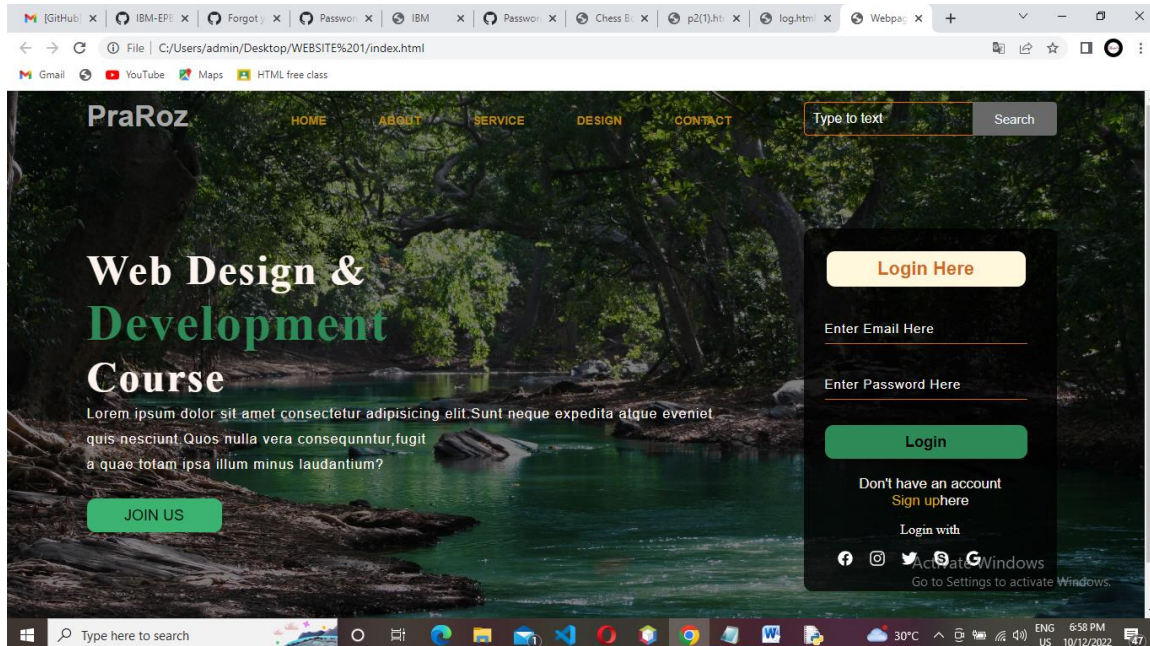 [GitHub] IBM-EPB Forgot y Passwor IBM Passwor Chess Bo p2(1).ht log.html Webpag
File C:/Users/admin/Desktop/WEBSITE%201/index.html
Gmail YouTube Maps HTML free class
PraRoz HOME ABOUT SERVICE DESIGN CONTACT Type to text Search
Web Design &
Development
Course
Lorem ipsum dolor sit amet consectetur adipisicing elit.Sunt neque expedita atque eveniet
quis nesciunt.Quos nulla vera consequnntur,fugit
a quae totam ipsa illum minus laudantium?
JOIN US
Login Here
Enter Email Here
Enter Password Here
Login
Don't have an account
Sign uphere
Login with
Activate Windows
Go to Settings to activate Windows.
Type here to search 30°C ENG 6:58 PM
US 10/12/2022 47